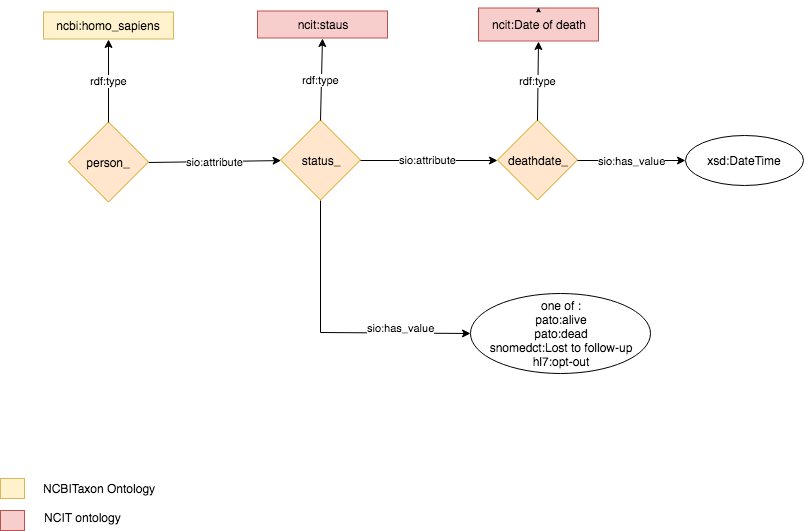 ncbi:homo_sapiens
ncit:staus
ncit:Date of death
rdf:type
rdf:type
rdf:type
person_
sio:attribute
status_
sio:attribute
deathdate_
sio:has_value
xsd:DateTime
sio:has_value
one of :
pato:alive
pato:dead
snomedct:Lost to follow-up
hl7:opt-out
NCBITaxon Ontology
NCIT ontology